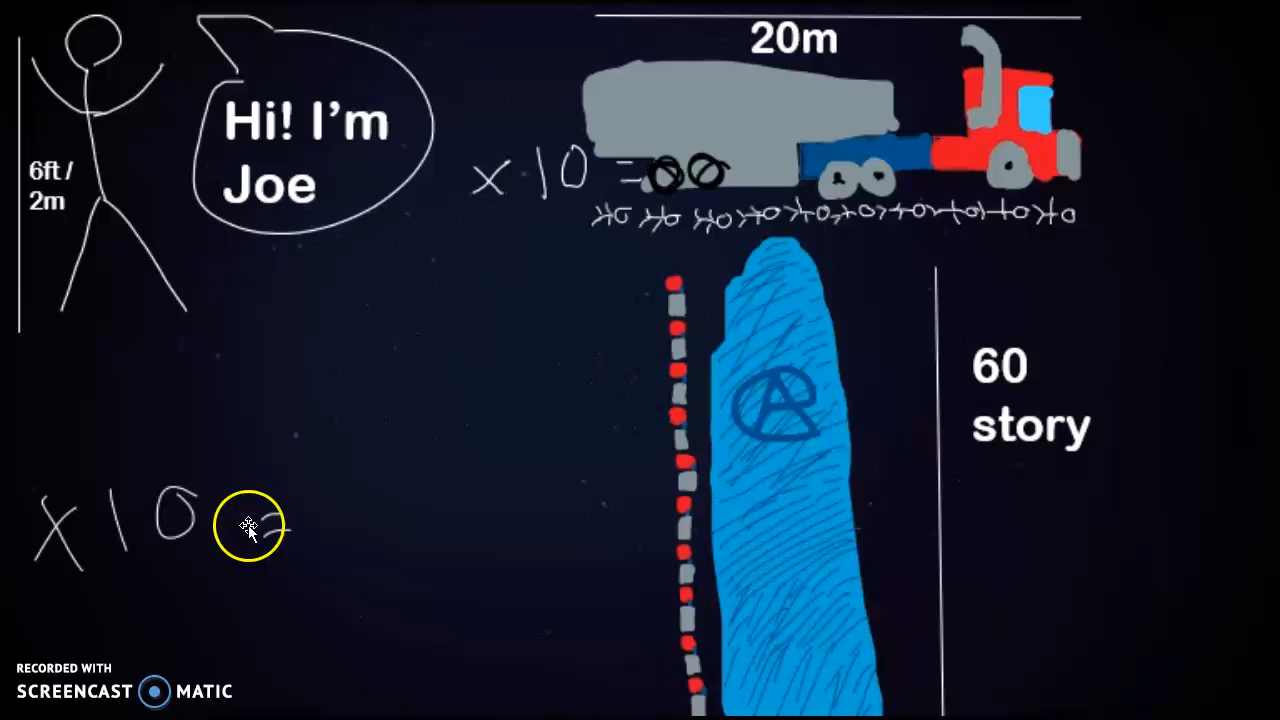 6ft /
2m
Hi! I'm
Joe
20m
x 10 =
60
story
x 10 =
RECORDED WITH
SCREENCAST MATIC